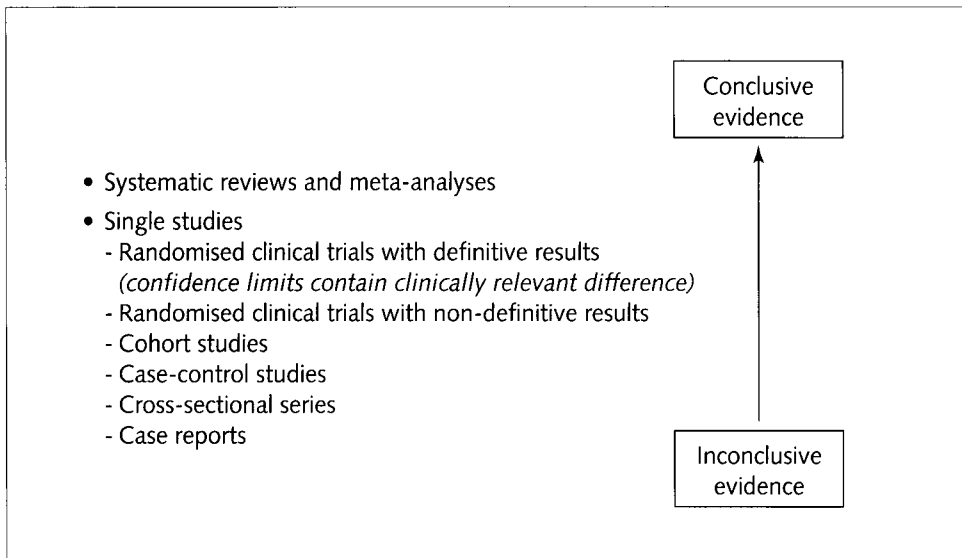 Conclusive
evidence
• Systematic reviews and meta-analyses
• Single studies
- Randomised clinical trials with definitive results
(confidence limits contain clinically relevant difference)
- Randomised clinical trials with non-definitive results
- Cohort studies
- Case-control studies
- Cross-sectional series
- Case reports
Inconclusive
evidence